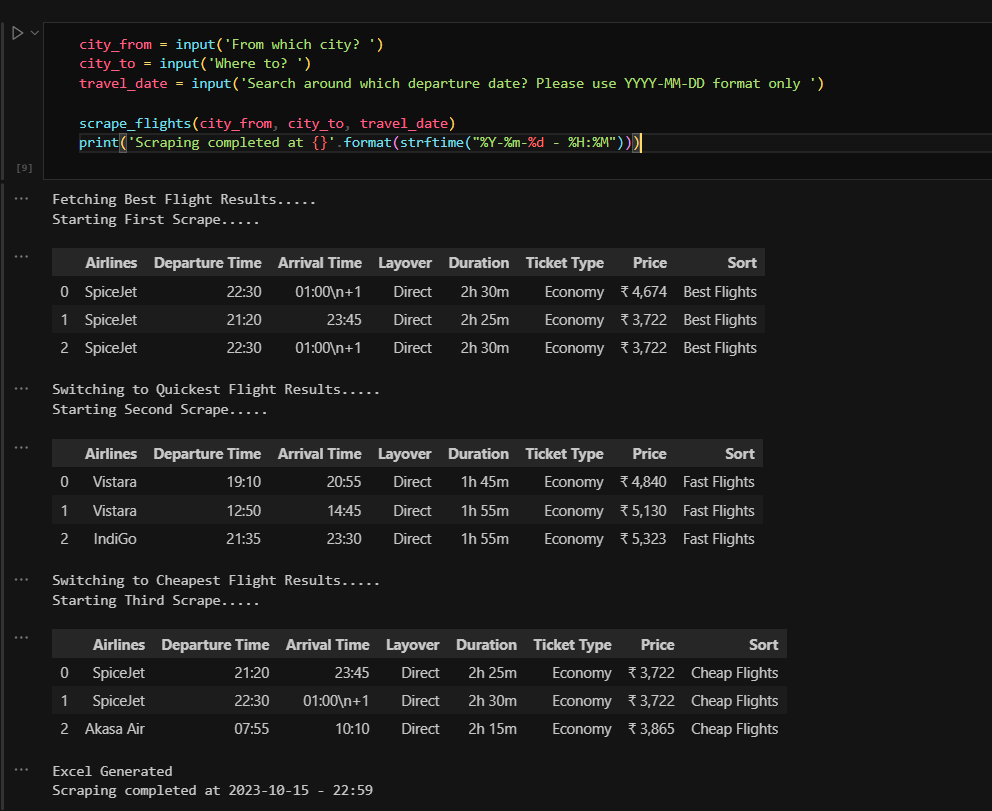 city_from = input('From which city? ')
city_to = input('Where to? ')
travel_date = input('Search around which departure date? Please use YYYY-MM-DD format only ')
scrape_flights(city_from, city_to, travel_date)
print('Scraping completed at {}'.format(strftime("%Y-%m-%d - %H:%M")))
[9]
... Fetching Best Flight Results.....
Starting First Scrape.....
...
Airlines Departure Time Arrival Time Layover Duration Ticket Type Price Sort
0 SpiceJet 22:30 01:00\n+1 Direct 2h 30m Economy ₹ 4,674 Best Flights
1 SpiceJet 21:20 23:45 Direct 2h 25m Economy ₹ 3,722 Best Flights
2 SpiceJet 22:30 01:00\n+1 Direct 2h 30m Economy ₹ 3,722 Best Flights
... Switching to Quickest Flight Results.....
Starting Second Scrape.....
...
Airlines Departure Time Arrival Time Layover Duration Ticket Type Price Sort
0 Vistara 19:10 20:55 Direct 1h 45m Economy ₹ 4,840 Fast Flights
1 Vistara 12:50 14:45 Direct 1h 55m Economy ₹ 5,130 Fast Flights
2 IndiGo 21:35 23:30 Direct 1h 55m Economy ₹ 5,323 Fast Flights
... Switching to Cheapest Flight Results.....
Starting Third Scrape.....
...
Airlines Departure Time Arrival Time Layover Duration Ticket Type Price Sort
0 SpiceJet 21:20 23:45 Direct 2h 25m Economy ₹ 3,722 Cheap Flights
1 SpiceJet 22:30 01:00\n+1 Direct 2h 30m Economy ₹ 3,722 Cheap Flights
2 Akasa Air 07:55 10:10 Direct 2h 15m Economy ₹ 3,865 Cheap Flights
... Excel Generated
Scraping completed at 2023-10-15 - 22:59